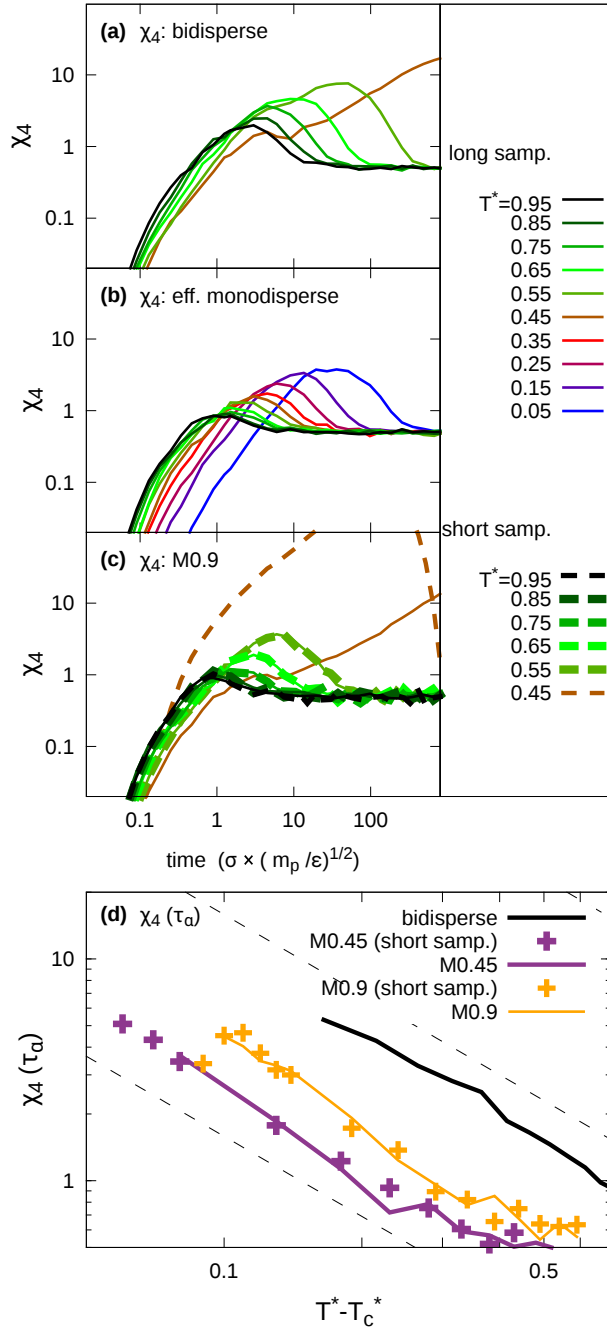 (a) χ4: bidisperse
10
1
0.1
χ4
long samp.
T*=0.95
0.85
0.75
0.65
0.55
0.45
0.35
0.25
0.15
0.05
(b) χ4: eff. monodisperse
10
1
0.1
χ4
short samp.
(c) χ4: M0.9
10
1
0.1
χ4
T*=0.95
0.85
0.75
0.65
0.55
0.45
0.1 1 10 100
time (σ × ( mp /ε)1/2)
(d) χ4 (τα)
bidisperse
M0.45 (short samp.)
M0.45
M0.9 (short samp.)
M0.9
10
1
χ4 (τα)
0.1 0.5
T*-Tc*